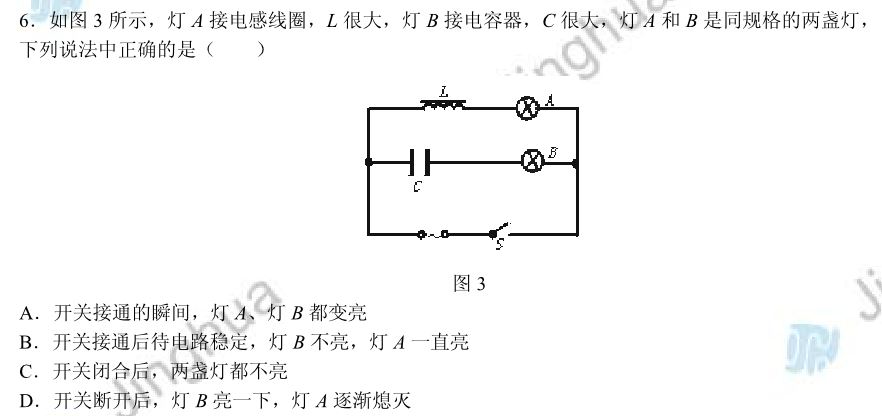 6．如图 3 所示，灯 A 接电感线圈，L 很大，灯 B 接电容器，C 很大，灯 A 和 B 是同规格的两盏灯，
下列说法中正确的是（　　）
L
A
B
C
S
图 3
A．开关接通的瞬间，灯 A、灯 B 都变亮
B．开关接通后待电路稳定，灯 B 不亮，灯 A 一直亮
C．开关闭合后，两盏灯都不亮
D．开关断开后，灯 B 亮一下，灯 A 逐渐熄灭
Jinghua